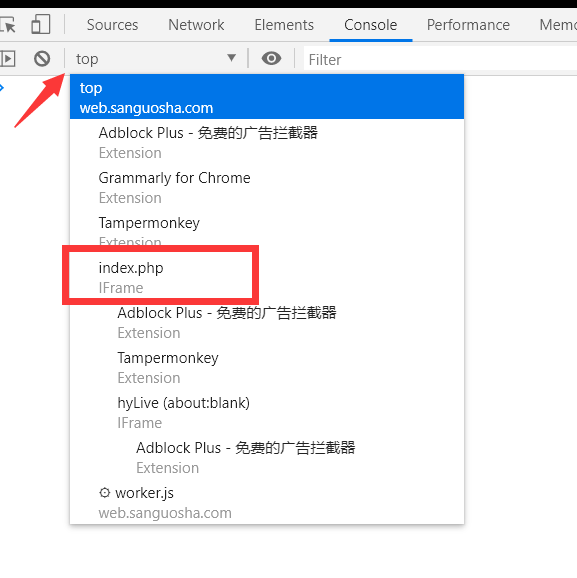 Sources Network Elements Console Performance Memo
top Filter
top
web.sanguosha.com
Adblock Plus - 免费的广告拦截器
Extension
Grammarly for Chrome
Extension
Tampermonkey
Extension
index.php
IFrame
Adblock Plus - 免费的广告拦截器
Extension
Tampermonkey
Extension
hyLive (about:blank)
IFrame
Adblock Plus - 免费的广告拦截器
Extension
worker.js
web.sanguosha.com